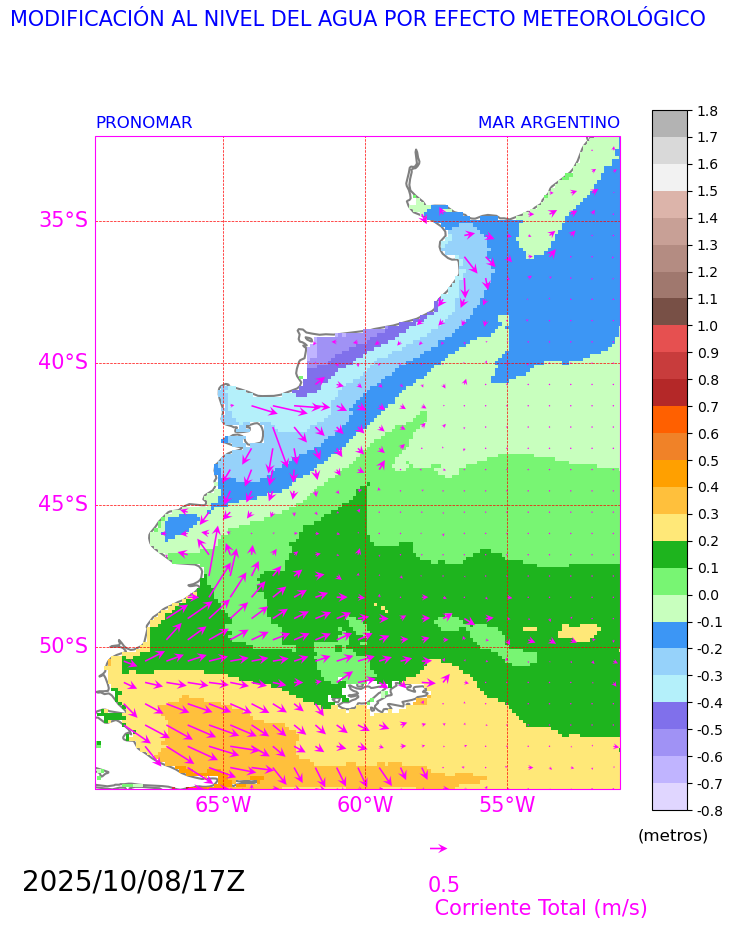 MODIFICACIÓN AL NIVEL DEL AGUA POR EFECTO METEOROLÓGICO
PRONOMAR MAR ARGENTINO
1.8
1.7
1.6
1.5
1.4
1.3
1.2
1.1
1.0
0.9
0.8
0.7
0.6
0.5
0.4
0.3
0.2
0.1
0.0
-0.1
-0.2
-0.3
-0.4
-0.5
-0.6
-0.7
-0.8
(metros)
35°S
40°S
45°S
50°S
65°W 60°W 55°W
2025/10/08/17Z
0.5
Corriente Total (m/s)